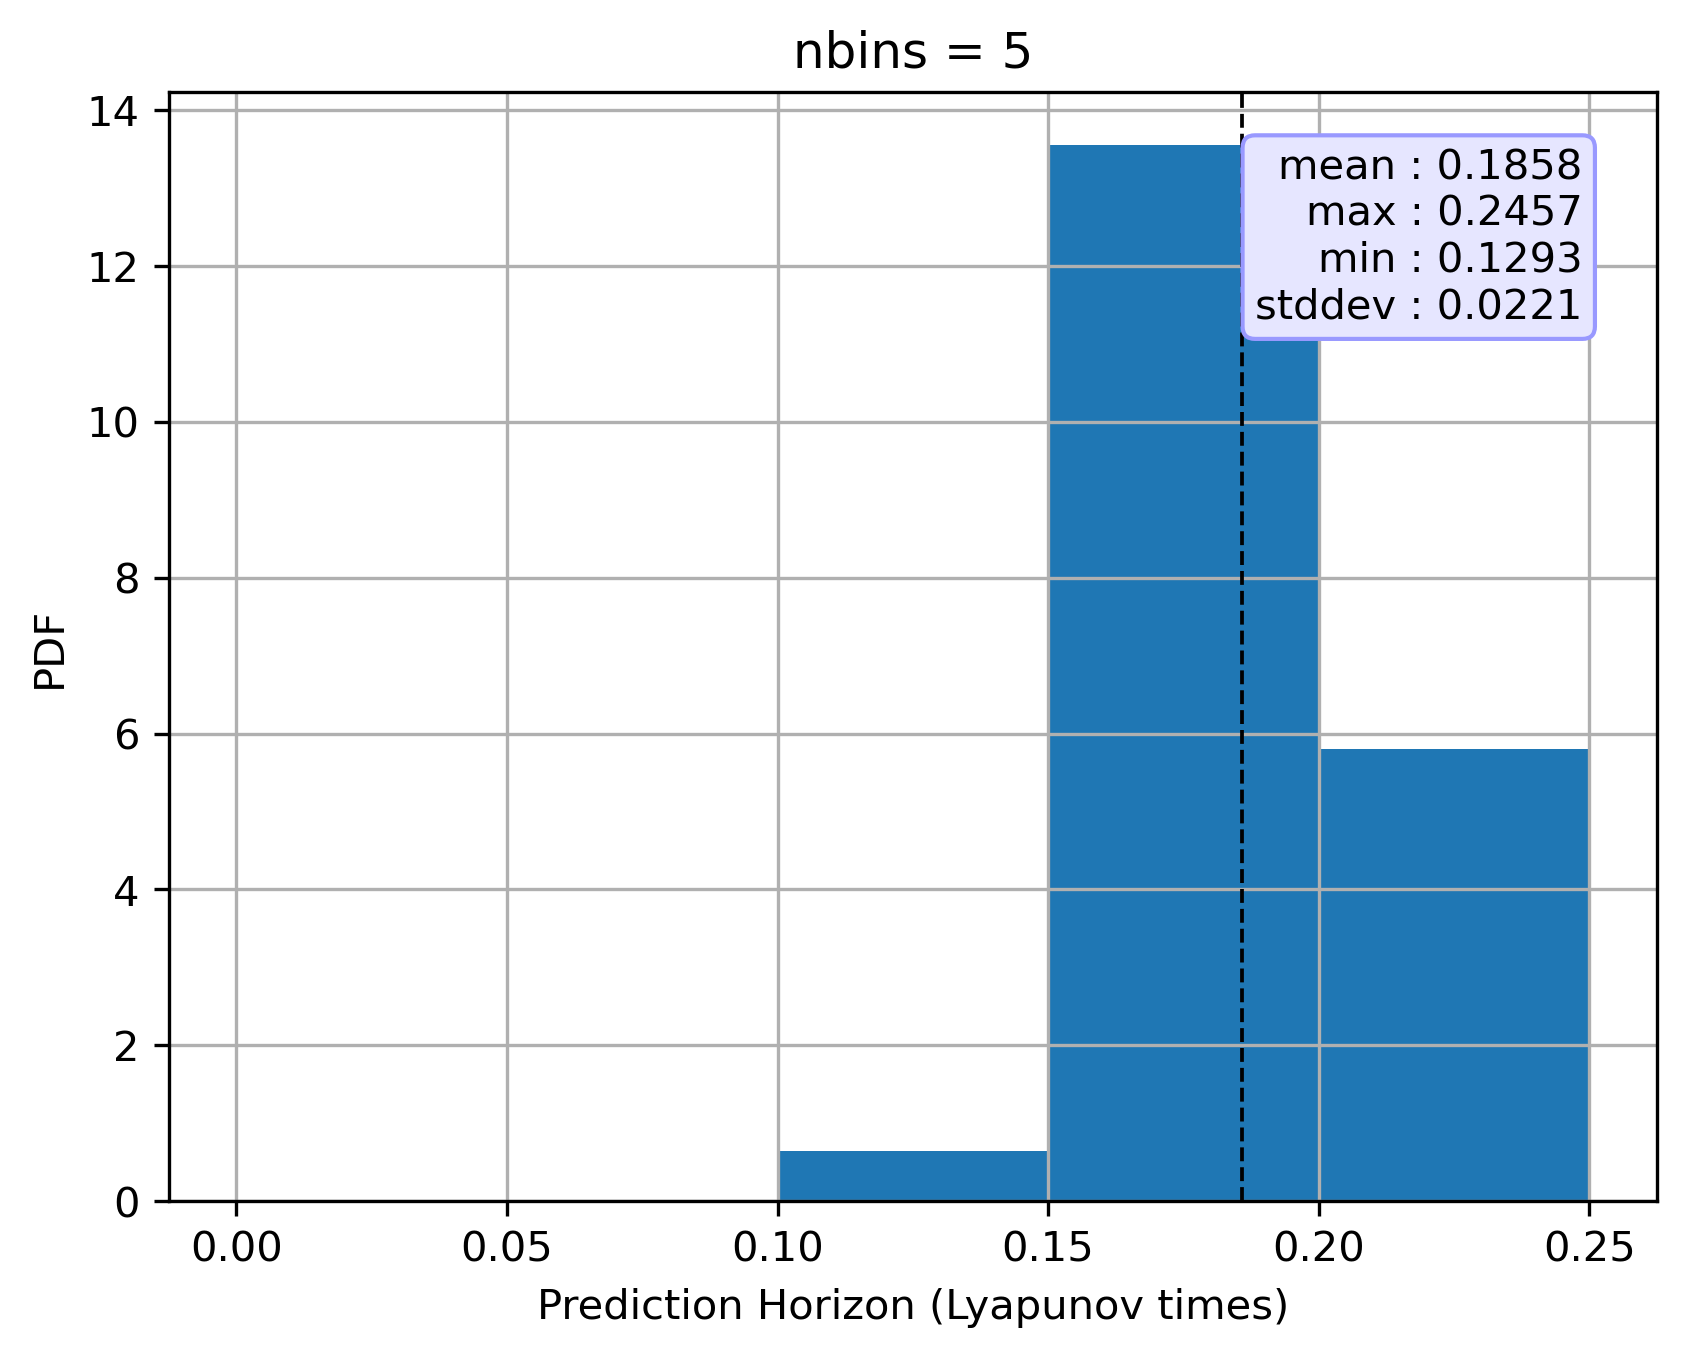 nbins = 5
14
12
10
8
6
4
2
0
PDF
mean : 0.1858
max : 0.2457
min : 0.1293
stddev : 0.0221
0.00 0.05 0.10 0.15 0.20 0.25
Prediction Horizon (Lyapunov times)